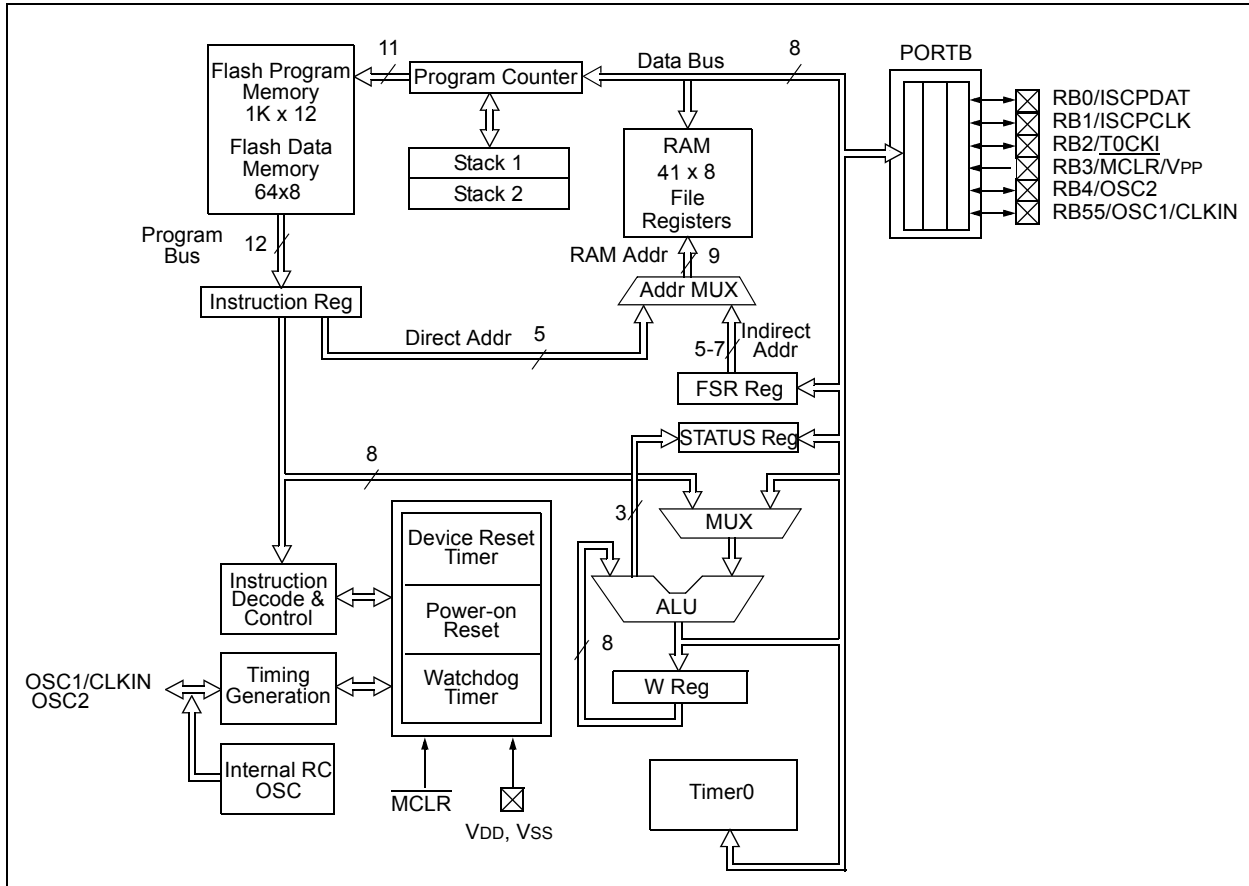 11
Data Bus
8
PORTB
Flash Program
Memory
1K x 12
Flash Data
Memory
64x8
Program Counter
Stack 1
Stack 2
RAM
41 x 8
File
Registers
RB0/ISCPDAT
RB1/ISCPCLK
RB2/T0CKI
RB3/MCLR/VPP
RB4/OSC2
RB55/OSC1/CLKIN
Program
Bus
12
RAM Addr
9
Instruction Reg
Addr MUX
Direct Addr
5
5-7
Indirect
Addr
FSR Reg
STATUS Reg
8
3
MUX
Device Reset
Timer
Instruction
Decode &
Control
Power-on
Reset
ALU
8
OSC1/CLKIN
OSC2
Timing
Generation
Watchdog
Timer
W Reg
Internal RC
OSC
MCLR
VDD, VSS
Timer0